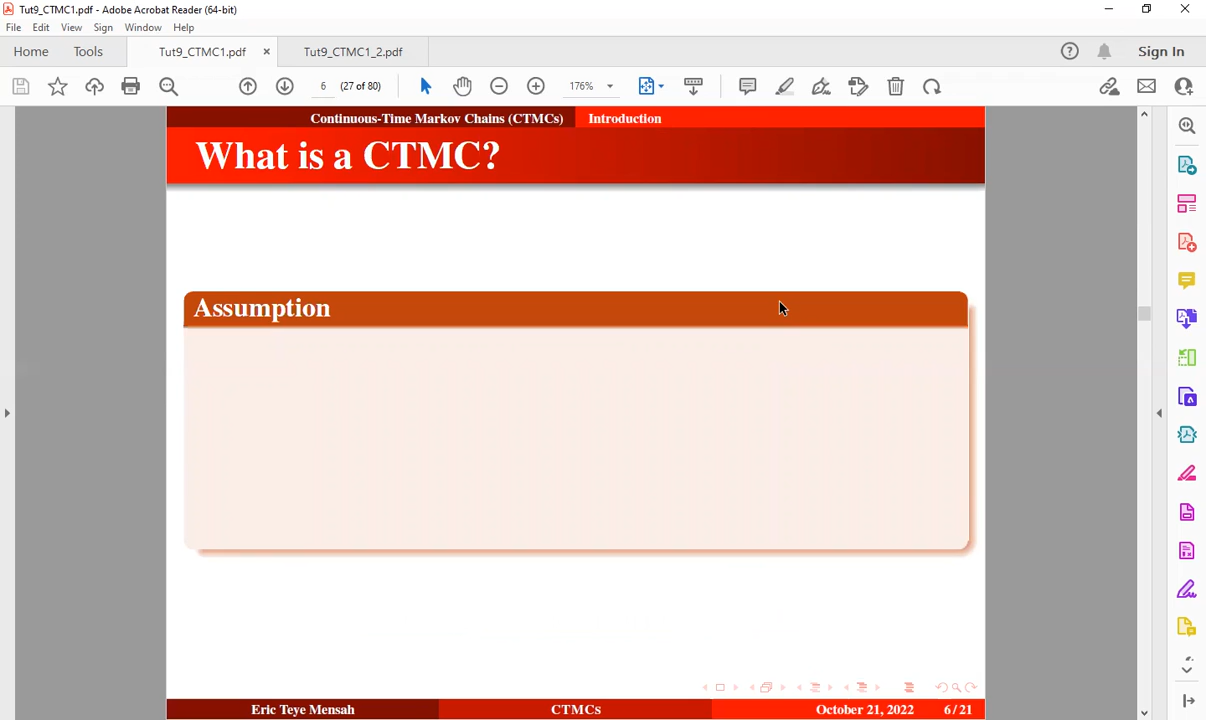 Tut9_CTMC1.pdf - Adobe Acrobat Reader (64-bit)
File Edit View Sign Window Help
Home Tools Tut9_CTMC1.pdf × Tut9_CTMC1_2.pdf Sign In
6 (27 of 80) 176%
Continuous-Time Markov Chains (CTMCs) Introduction
What is a CTMC?
Assumption
Eric Teye Mensah CTMCs October 21, 2022 6/21